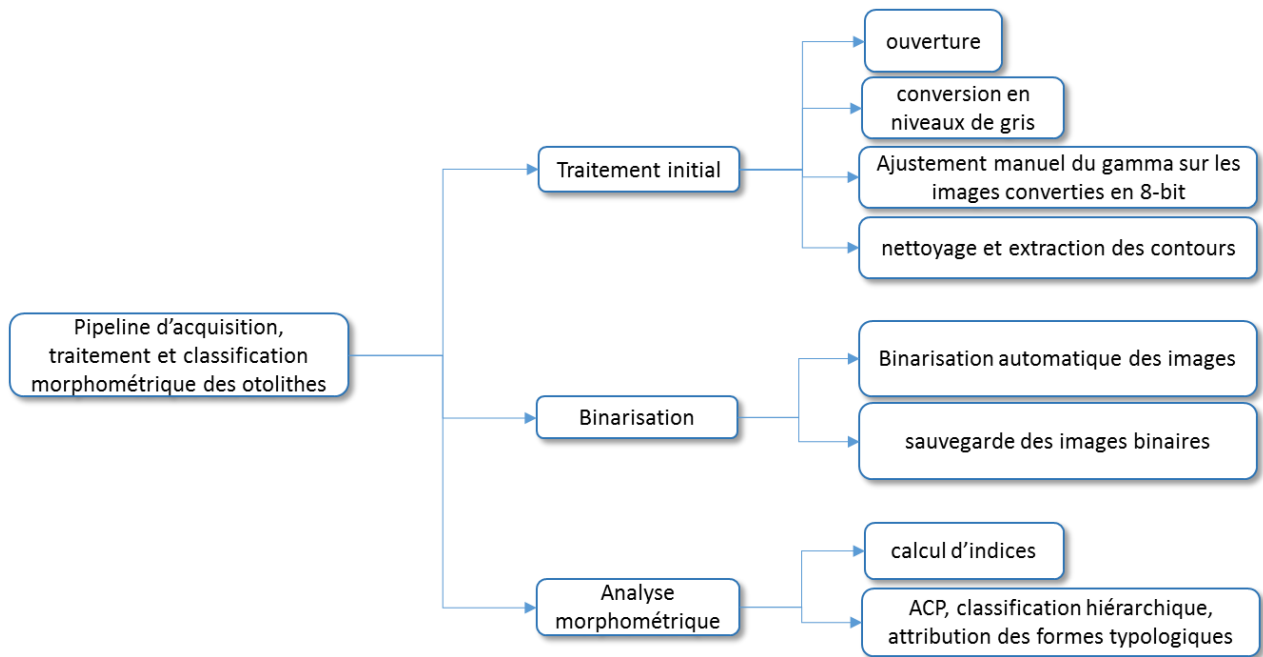 Pipeline d’acquisition,
traitement et classification
morphométrique des otolithes
Traitement initial
ouverture
conversion en
niveaux de gris
Ajustement manuel du gamma sur les
images converties en 8-bit
nettoyage et extraction des contours
Binarisation
Binarisation automatique des images
sauvegarde des images binaires
Analyse
morphométrique
calcul d’indices
ACP, classification hiérarchique,
attribution des formes typologiques